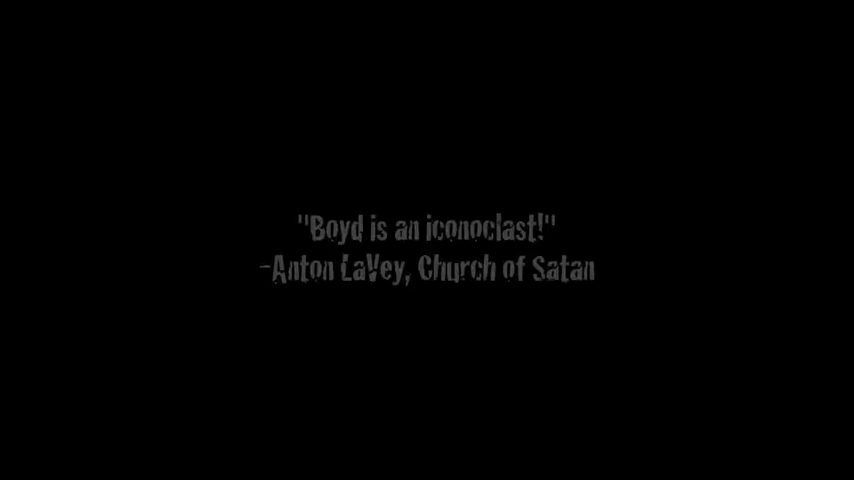 "Boyd is an iconoclast!"
-Anton LaVey, Church of Satan